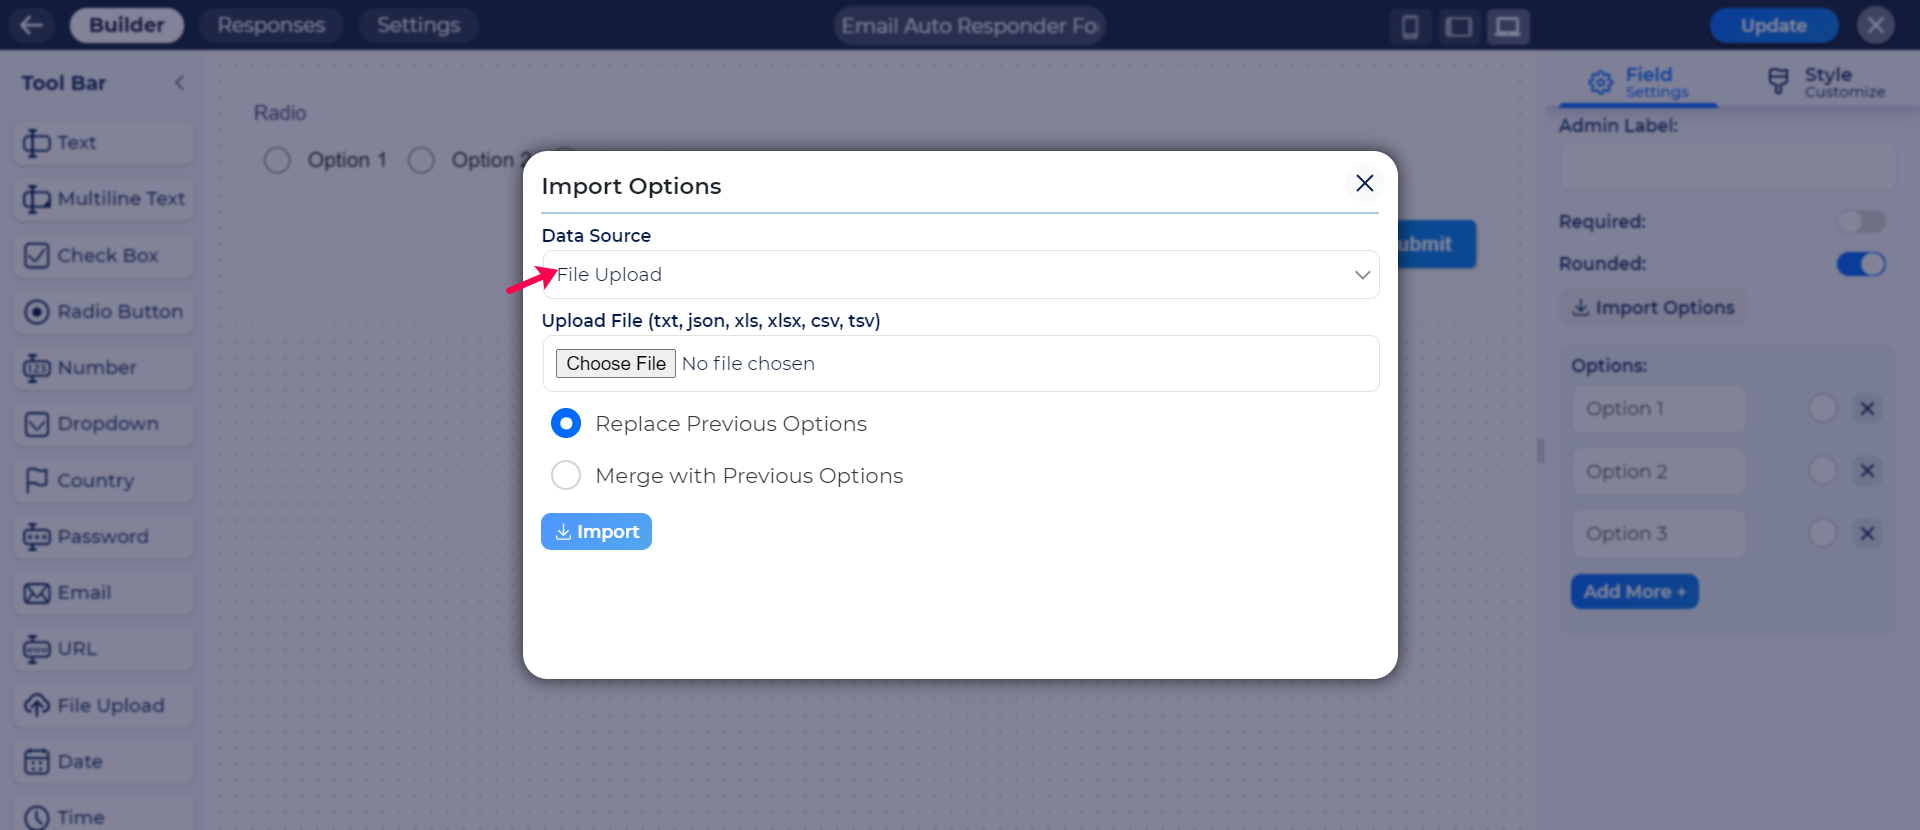 Builder
Responses
Settings
Email Auto Responder Fo
Update
Tool Bar
Text
Multiline Text
Check Box
Radio Button
Number
Dropdown
Country
Password
Email
URL
File Upload
Date
Time
Radio
Option 1
Option 2
ubmit
Import Options
Data Source
File Upload
Upload File (txt, json, xls, xlsx, csv, tsv)
Choose File No file chosen
Replace Previous Options
Merge with Previous Options
Import
Field
Settings
Style
Customize
Admin Label:
Required:
Rounded:
Import Options
Options:
Option 1
Option 2
Option 3
Add More +